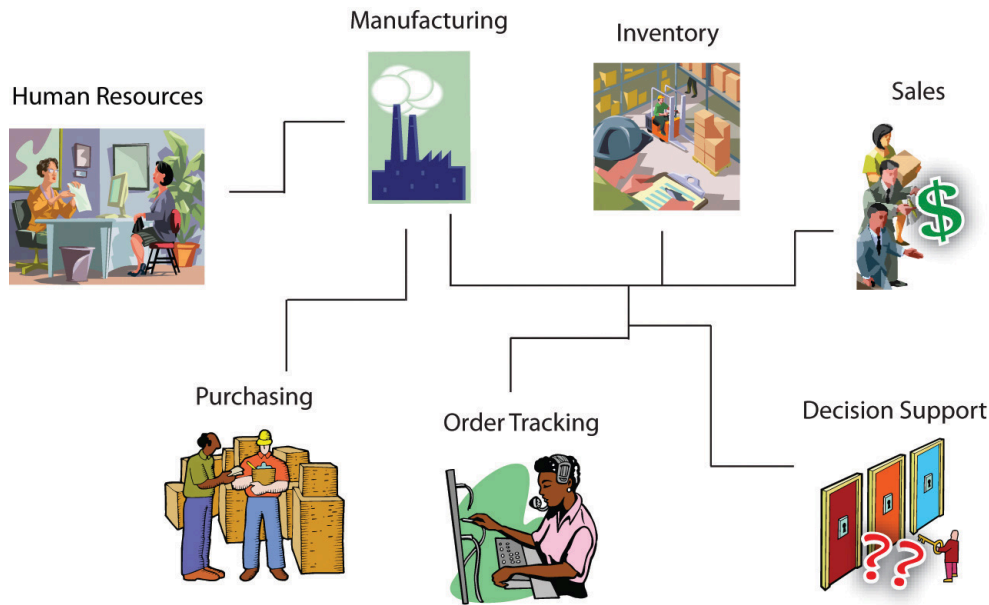 Manufacturing
Inventory
Human Resources
Sales
$
Purchasing
Order Tracking
Decision Support
??